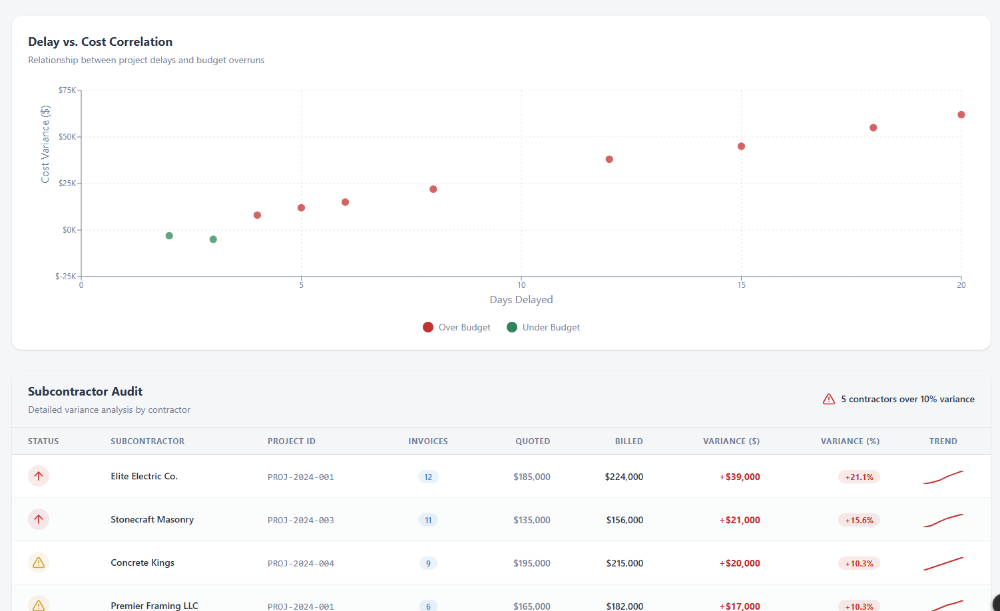 Delay vs. Cost Correlation
Relationship between project delays and budget overruns
$75K
$50K
$25K
$0K
$-25K
Cost Variance ($)
0 5 10 15 20
Days Delayed
Over Budget Under Budget
Subcontractor Audit
Detailed variance analysis by contractor
5 contractors over 10% variance
STATUS SUBCONTRACTOR PROJECT ID INVOICES QUOTED BILLED VARIANCE ($) VARIANCE (%) TREND
Elite Electric Co. PROJ-2024-001 12 $185,000 $224,000 +$39,000 +21.1%
Stonecraft Masonry PROJ-2024-003 11 $135,000 $156,000 +$21,000 +15.6%
Concrete Kings PROJ-2024-004 9 $195,000 $215,000 +$20,000 +10.3%
Premier Framing LLC PROJ-2024-001 6 $165,000 $182,000 +$17,000 +10.3%